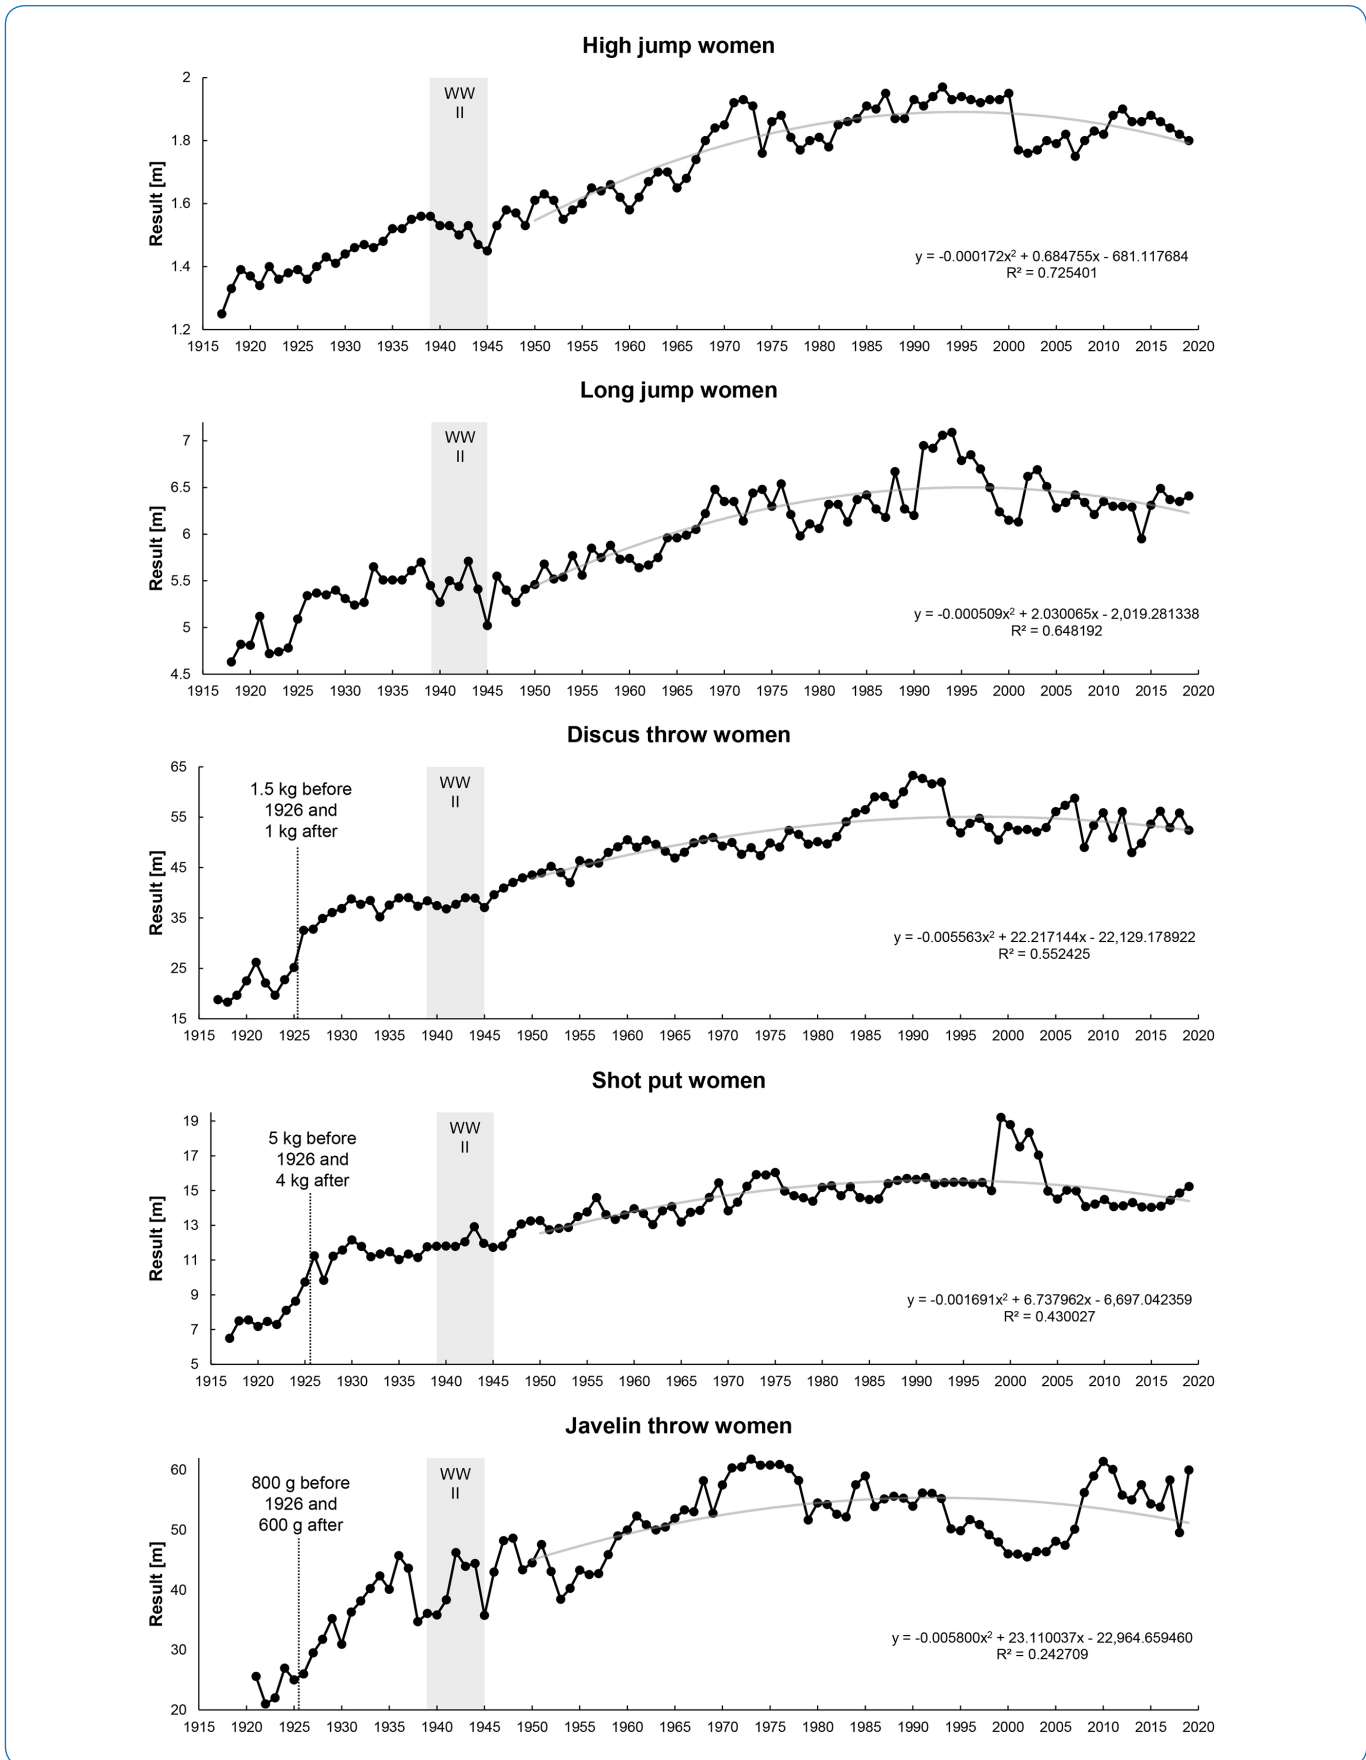 High jump women
2
1.8
1.6
1.4
1.2
Result [m]
WW
II
y = -0.000172x² + 0.684755x - 681.117684
R² = 0.725401
1915 1920 1925 1930 1935 1940 1945 1950 1955 1960 1965 1970 1975 1980 1985 1990 1995 2000 2005 2010 2015 2020
Long jump women
7
6.5
6
5.5
5
4.5
Result [m]
WW
II
y = -0.000509x² + 2.030065x - 2,019.281338
R² = 0.648192
1915 1920 1925 1930 1935 1940 1945 1950 1955 1960 1965 1970 1975 1980 1985 1990 1995 2000 2005 2010 2015 2020
Discus throw women
65
55
45
35
25
15
Result [m]
1.5 kg before
1926 and
1 kg after
WW
II
y = -0.005563x² + 22.217144x - 22,129.178922
R² = 0.552425
1915 1920 1925 1930 1935 1940 1945 1950 1955 1960 1965 1970 1975 1980 1985 1990 1995 2000 2005 2010 2015 2020
Shot put women
19
17
15
13
11
9
7
5
Result [m]
5 kg before
1926 and
4 kg after
WW
II
y = -0.001691x² + 6.737962x - 6,697.042359
R² = 0.430027
1915 1920 1925 1930 1935 1940 1945 1950 1955 1960 1965 1970 1975 1980 1985 1990 1995 2000 2005 2010 2015 2020
Javelin throw women
60
50
40
30
20
Result [m]
800 g before
1926 and
600 g after
WW
II
y = -0.005800x² + 23.110037x - 22,964.659460
R² = 0.242709
1915 1920 1925 1930 1935 1940 1945 1950 1955 1960 1965 1970 1975 1980 1985 1990 1995 2000 2005 2010 2015 2020